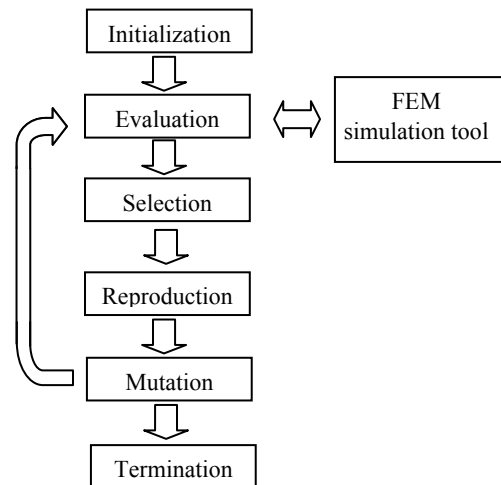 Initialization
Evaluation
FEM
simulation tool
Selection
Reproduction
Mutation
Termination